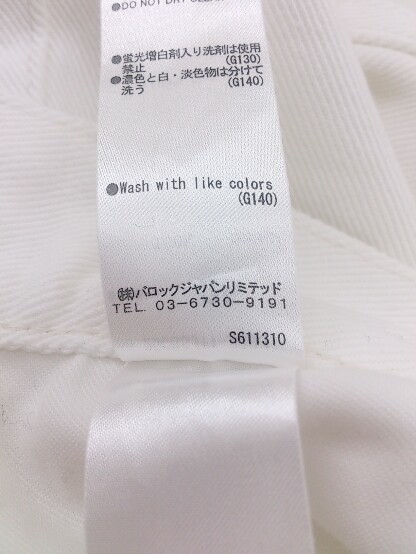 ●DO NOT DRY CLEAN
●蛍光増白剤入り洗剤は使用
禁止 (G130)
●濃色と白・淡色物は分けて
洗う (G140)
●Wash with like colors
(G140)
㈱バロックジャパンリミテッド
TEL. 03-6730-9191
S611310